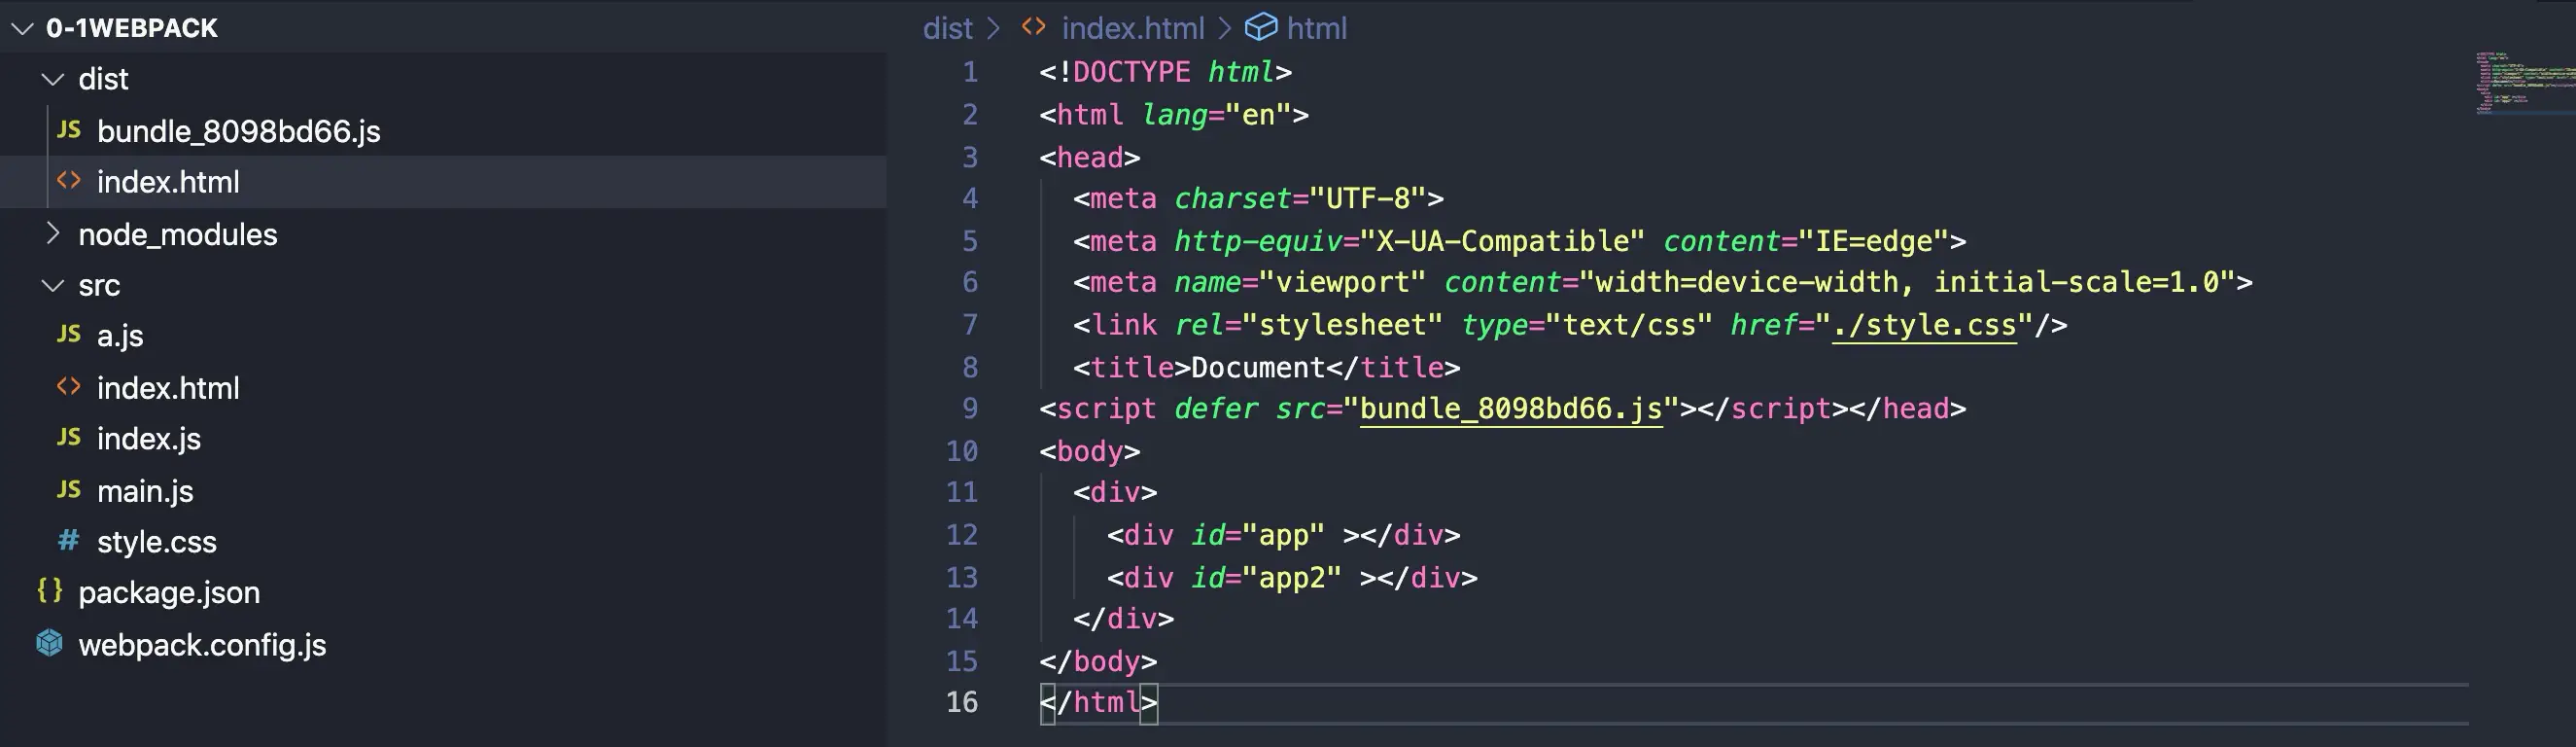 0-1WEBPACK
dist
JS bundle_8098bd66.js
<> index.html
node_modules
src
JS a.js
<> index.html
JS index.js
JS main.js
# style.css
{} package.json
webpack.config.js
dist > <> index.html > html
1 <!DOCTYPE html>
2 <html lang="en">
3 <head>
4   <meta charset="UTF-8">
5   <meta http-equiv="X-UA-Compatible" content="IE=edge">
6   <meta name="viewport" content="width=device-width, initial-scale=1.0">
7   <link rel="stylesheet" type="text/css" href="./style.css"/>
8   <title>Document</title>
9 <script defer src="bundle_8098bd66.js"></script></head>
10 <body>
11   <div>
12     <div id="app" ></div>
13     <div id="app2" ></div>
14   </div>
15 </body>
16 </html>